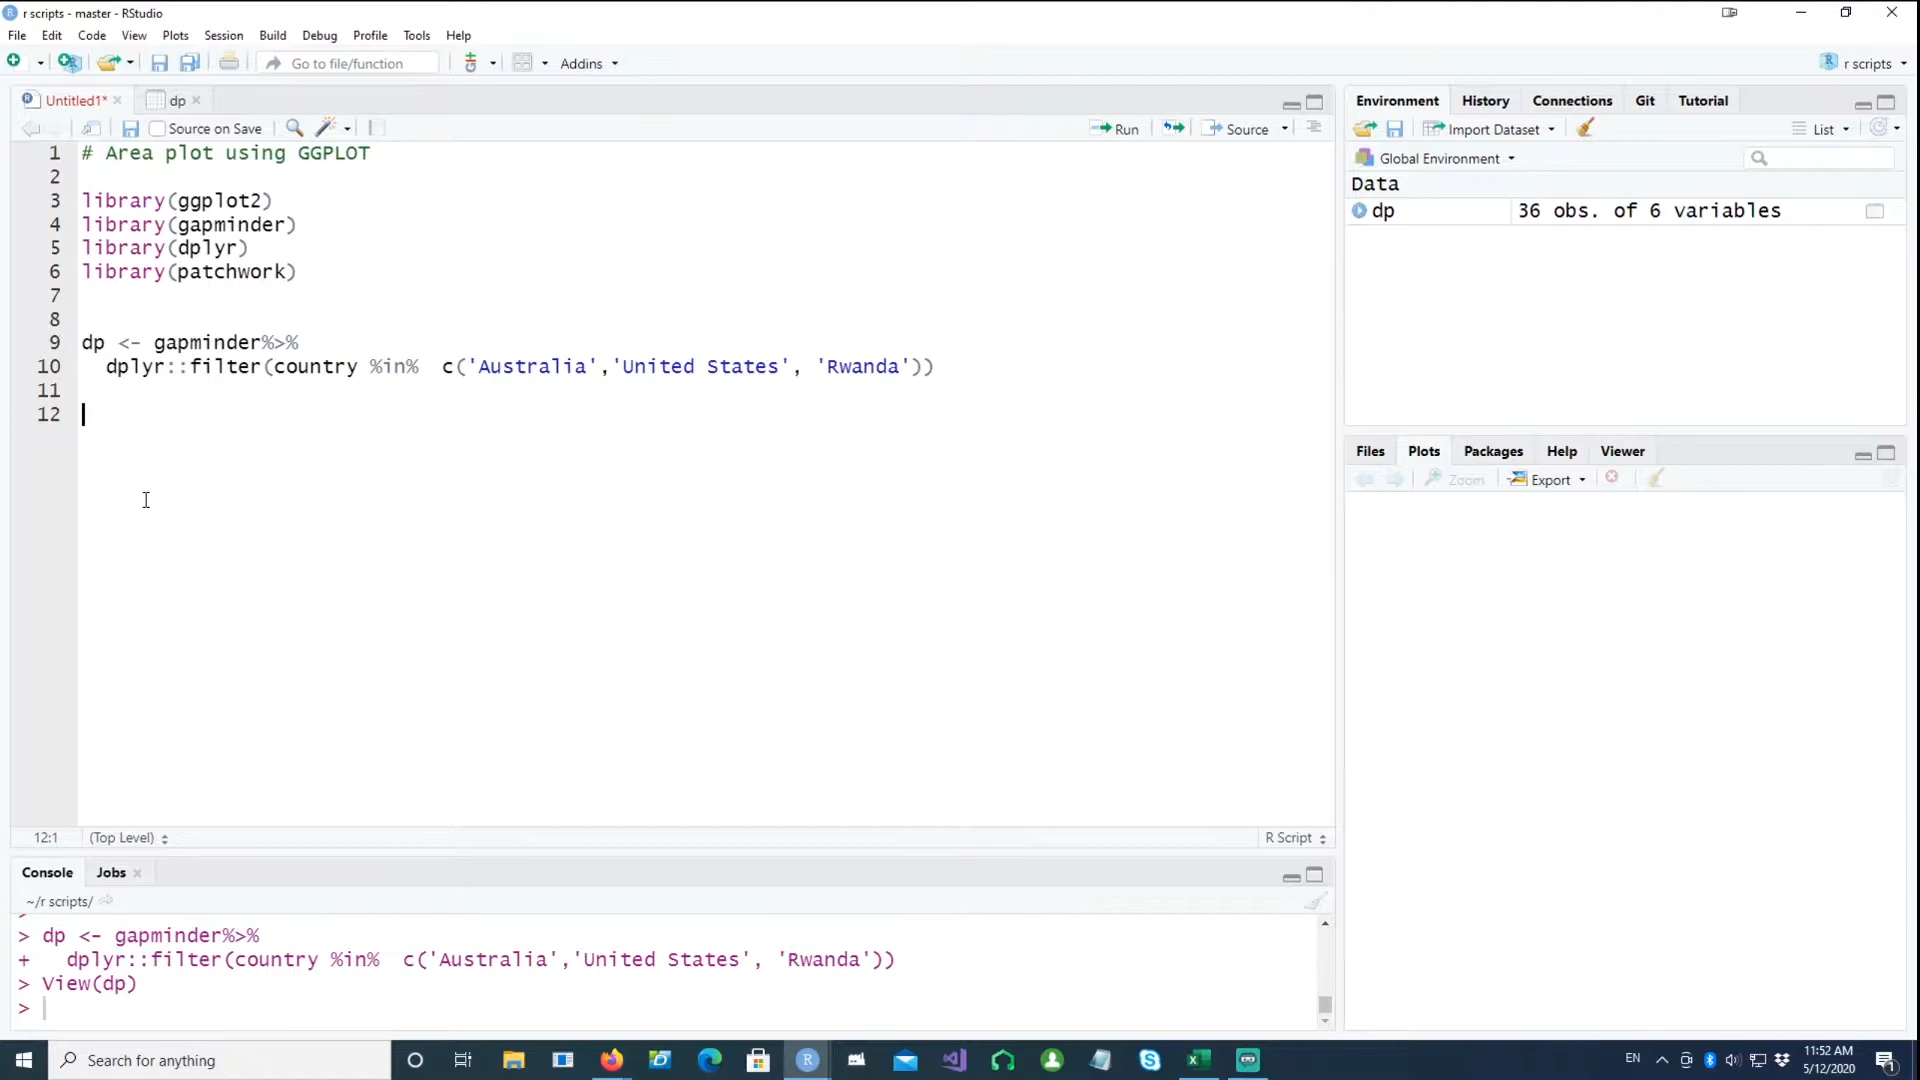 r scripts - master - RStudio
File Edit Code View Plots Session Build Debug Profile Tools Help
Go to file/function Addins r scripts
Untitled1* dp
Source on Save Run Source
1 # Area plot using GGPLOT
2
3 library(ggplot2)
4 library(gapminder)
5 library(dplyr)
6 library(patchwork)
7
8
9 dp <- gapminder%>%
10 dplyr::filter(country %in%  c('Australia','United States', 'Rwanda'))
11
12
12:1 (Top Level) R Script
Console Jobs
~/r scripts/
> dp <- gapminder%>%
+ dplyr::filter(country %in%  c('Australia','United States', 'Rwanda'))
> View(dp)
>
Environment History Connections Git Tutorial
Import Dataset List
Global Environment
Data
dp 36 obs. of 6 variables
Files Plots Packages Help Viewer
Zoom Export
Search for anything
EN 11:52 AM
5/12/2020